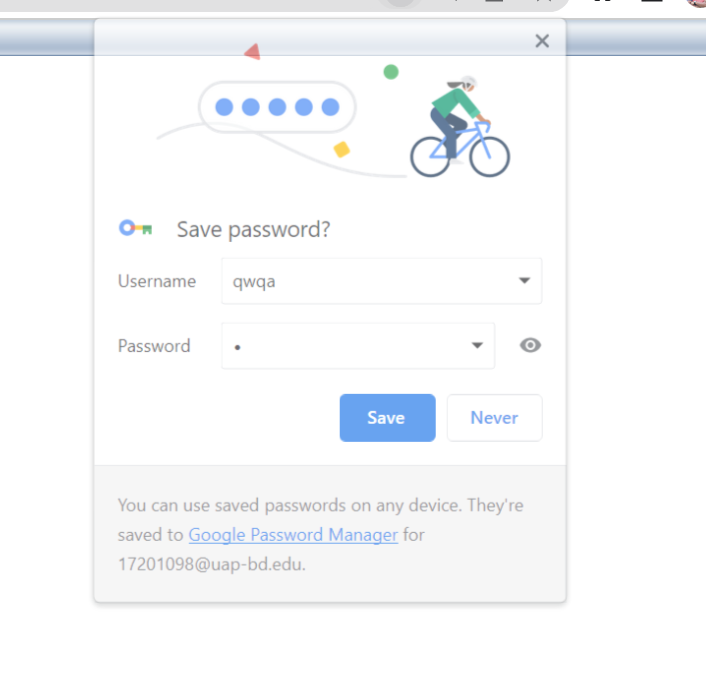 Save password?
Username qwqa
Password •
Save Never
You can use saved passwords on any device. They're
saved to Google Password Manager for
17201098@uap-bd.edu.